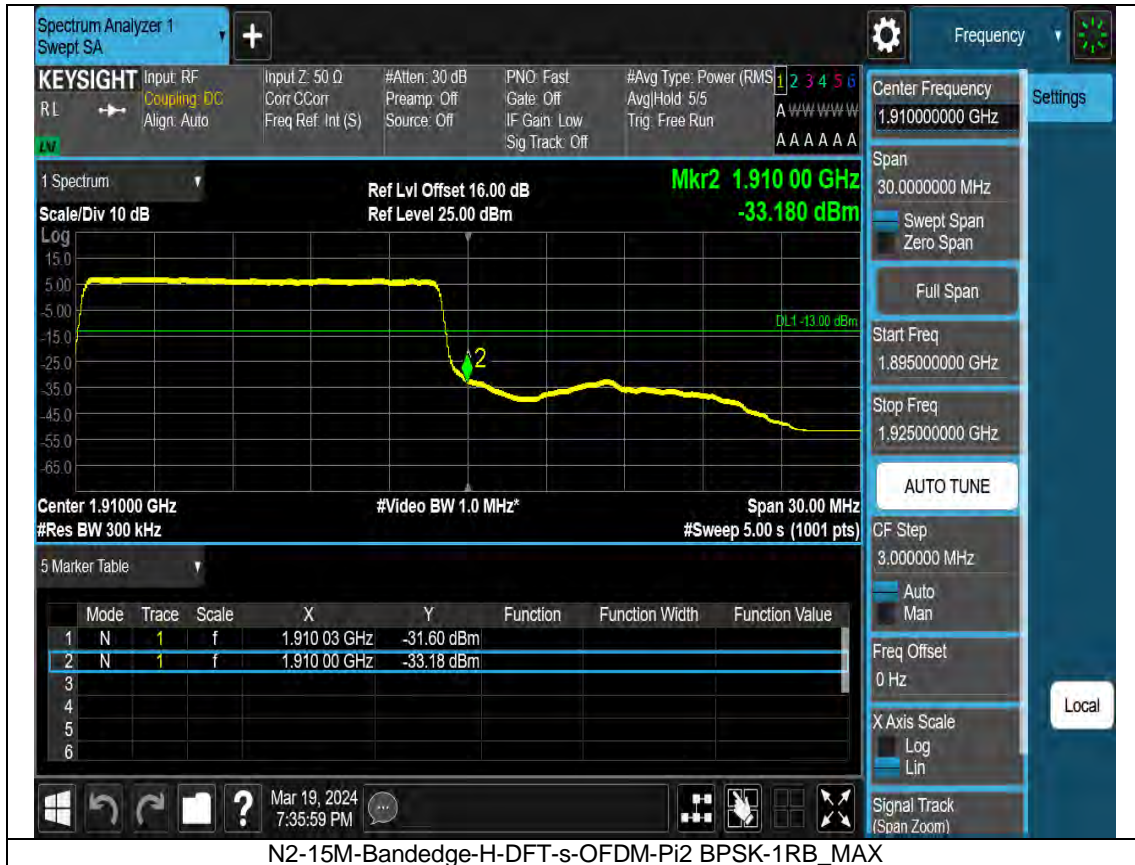 Spectrum Analyzer 1
Swept SA
+
Frequency
KEYSIGHT
RL
Input: RF
Coupling: DC
Align: Auto
Input Z: 50 Ω
Corr CCorr
Freq Ref: Int (S)
#Atten: 30 dB
Preamp: Off
Source: Off
PNO: Fast
Gate: Off
IF Gain: Low
Sig Track: Off
#Avg Type: Power (RMS
Avg|Hold: 5/5
Trig: Free Run
1 2 3 4 5 6
A W W W W W
A A A A A A
1 Spectrum
Scale/Div 10 dB
Ref Lvl Offset 16.00 dB
Ref Level 25.00 dBm
Mkr2 1.910 00 GHz
-33.180 dBm
Log
15.0
5.00
-5.00
-15.0
-25.0
-35.0
-45.0
-55.0
-65.0
DL1 -13.00 dBm
2
Center 1.91000 GHz
#Video BW 1.0 MHz*
Span 30.00 MHz
#Res BW 300 kHz
#Sweep 5.00 s (1001 pts)
5 Marker Table
Mode Trace Scale X Y Function Function Width Function Value
1 N 1 f 1.910 03 GHz -31.60 dBm
2 N 1 f 1.910 00 GHz -33.18 dBm
3
4
5
6
Mar 19, 2024
7:35:59 PM
?
Center Frequency
1.910000000 GHz
Settings
Span
30.0000000 MHz
Swept Span
Zero Span
Full Span
Start Freq
1.895000000 GHz
Stop Freq
1.925000000 GHz
AUTO TUNE
CF Step
3.000000 MHz
Auto
Man
Freq Offset
0 Hz
X Axis Scale
Log
Lin
Local
Signal Track
(Span Zoom)
N2-15M-Bandedge-H-DFT-s-OFDM-Pi2 BPSK-1RB_MAX